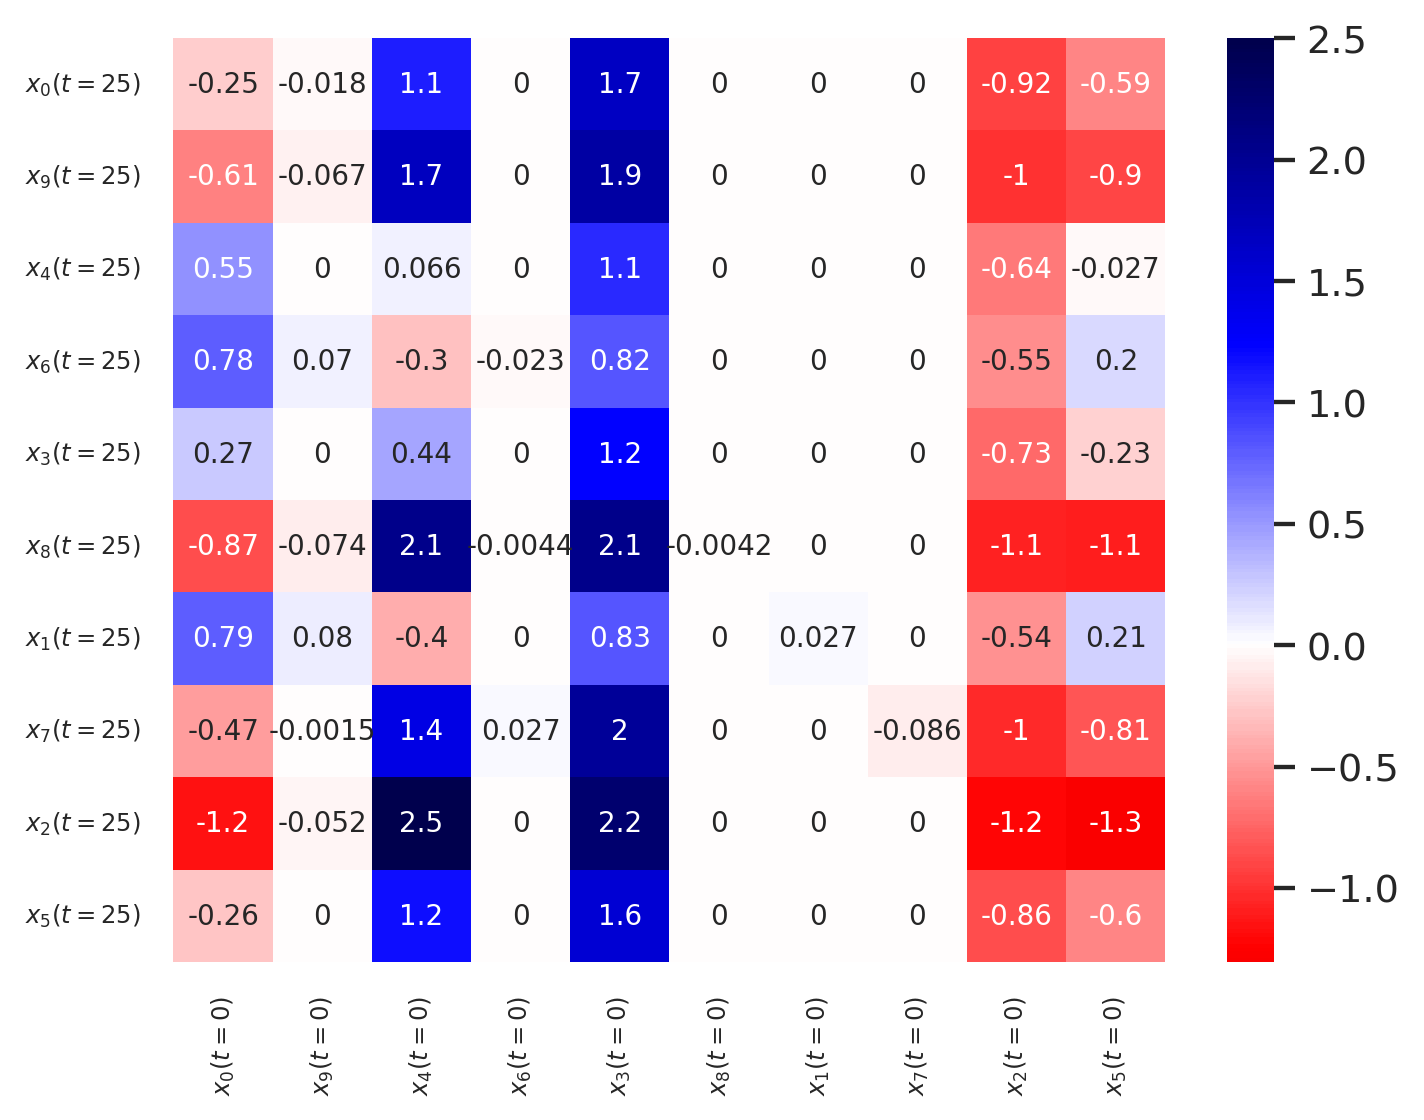 x₀(t = 25) -0.25 -0.018 1.1 0 1.7 0 0 0 -0.92 -0.59
x₉(t = 25) -0.61 -0.067 1.7 0 1.9 0 0 0 -1 -0.9
x₄(t = 25) 0.55 0 0.066 0 1.1 0 0 0 -0.64 -0.027
x₆(t = 25) 0.78 0.07 -0.3 -0.023 0.82 0 0 0 -0.55 0.2
x₃(t = 25) 0.27 0 0.44 0 1.2 0 0 0 -0.73 -0.23
x₈(t = 25) -0.87 -0.074 2.1 -0.0044 2.1 -0.0042 0 0 -1.1 -1.1
x₁(t = 25) 0.79 0.08 -0.4 0 0.83 0 0.027 0 -0.54 0.21
x₇(t = 25) -0.47 -0.0015 1.4 0.027 2 0 0 -0.086 -1 -0.81
x₂(t = 25) -1.2 -0.052 2.5 0 2.2 0 0 0 -1.2 -1.3
x₅(t = 25) -0.26 0 1.2 0 1.6 0 0 0 -0.86 -0.6
x₀(t = 0)
x₉(t = 0)
x₄(t = 0)
x₆(t = 0)
x₃(t = 0)
x₈(t = 0)
x₁(t = 0)
x₇(t = 0)
x₂(t = 0)
x₅(t = 0)
2.5
2.0
1.5
1.0
0.5
0.0
−0.5
−1.0